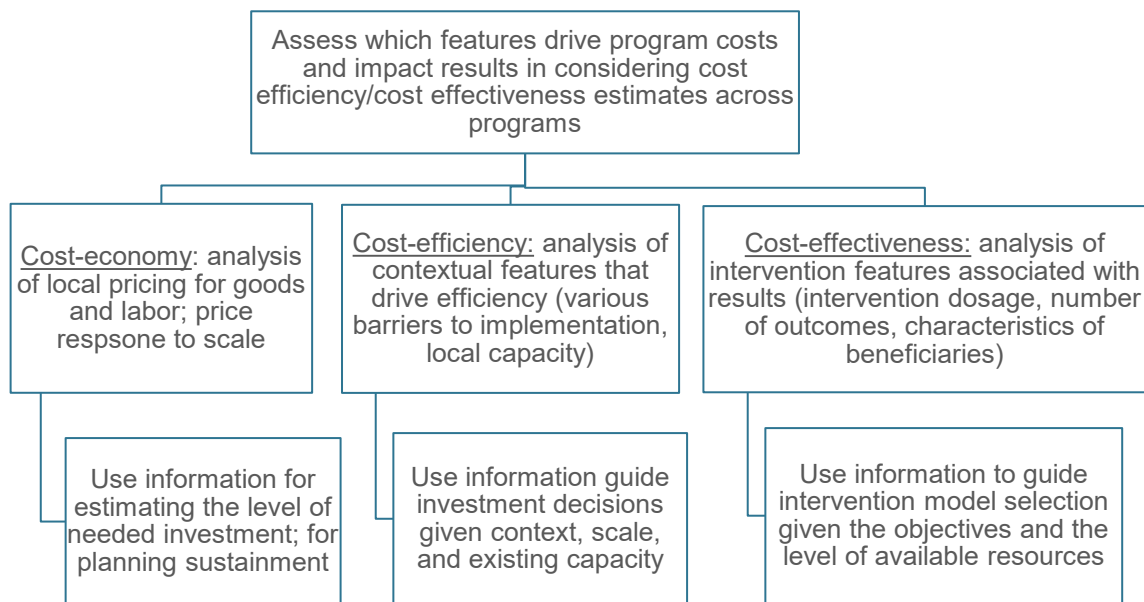 Assess which features drive program costs
and impact results in considering cost
efficiency/cost effectiveness estimates across
programs
Cost-economy: analysis
of local pricing for goods
and labor; price
respsone to scale
Cost-efficiency: analysis of
contextual features that
drive efficiency (various
barriers to implementation,
local capacity)
Cost-effectiveness: analysis of
intervention features associated with
results (intervention dosage, number
of outcomes, characteristics of
beneficiaries)
Use information for
estimating the level of
needed investment; for
planning sustainment
Use information guide
investment decisions
given context, scale,
and existing capacity
Use information to guide
intervention model selection
given the objectives and the
level of available resources